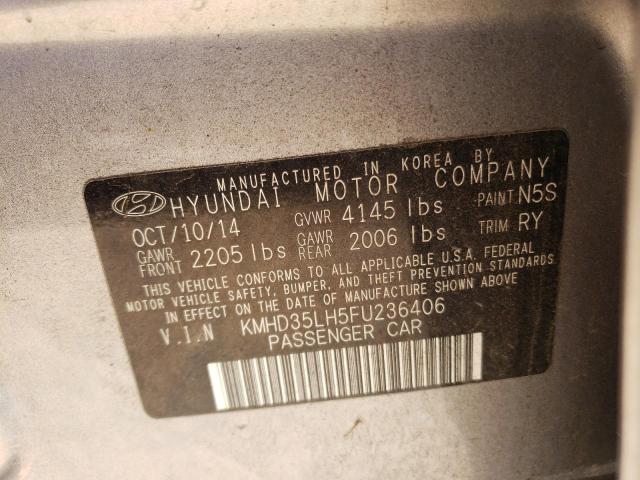 MANUFACTURED IN KOREA BY
HYUNDAI MOTOR COMPANY
OCT/10/14 GVWR 4145 lbs PAINT N5S
GAWR FRONT 2205 lbs GAWR REAR 2006 lbs TRIM RY
THIS VEHICLE CONFORMS TO ALL APPLICABLE U.S.A. FEDERAL
MOTOR VEHICLE SAFETY, BUMPER, AND THEFT PREVENTION STANDARDS
IN EFFECT ON THE DATE OF MANUFACTURE SHOWN ABOVE
V.I.N KMHD35LH5FU236406
PASSENGER CAR